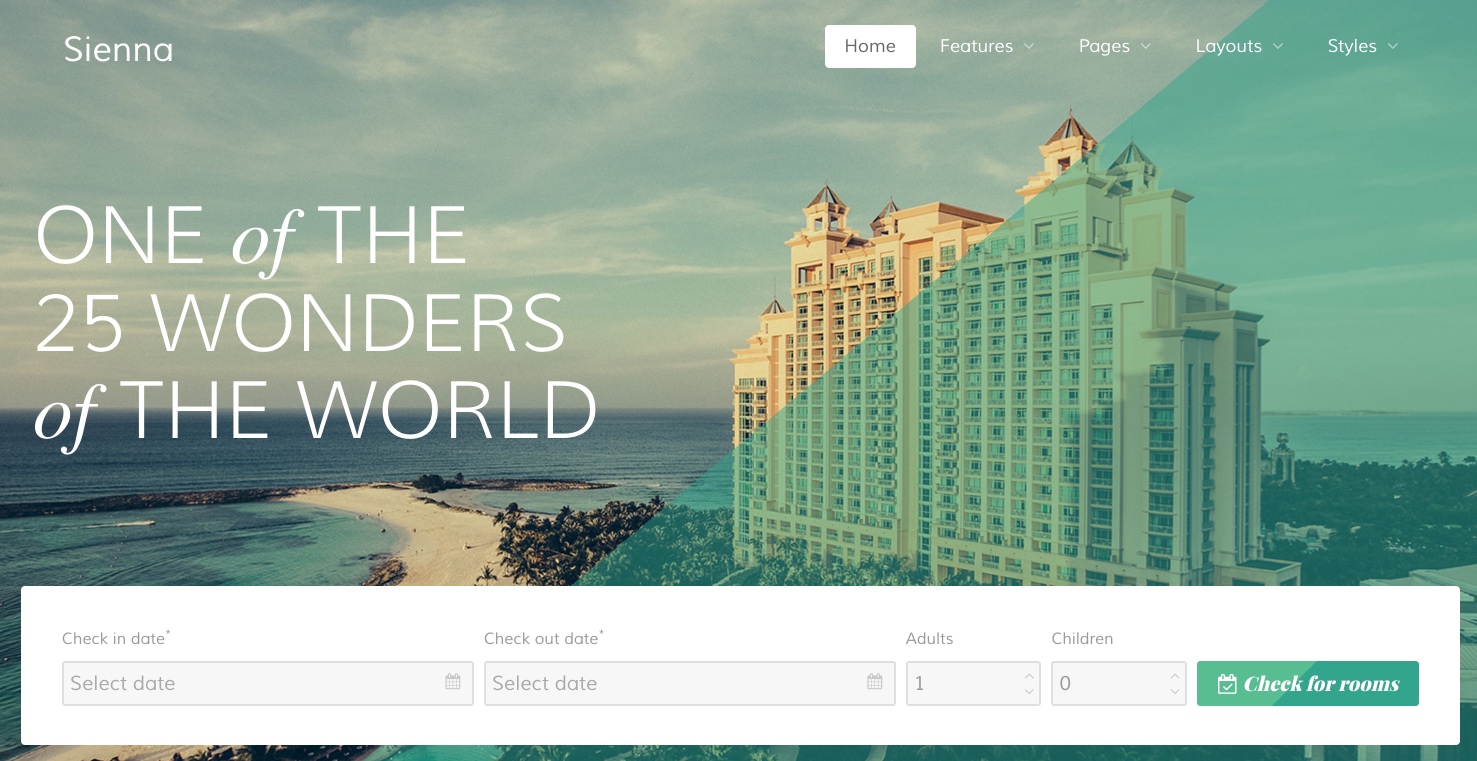 Sienna
Home Features Pages Layouts Styles
ONE of THE
25 WONDERS
of THE WORLD
Check in date* Check out date* Adults Children
Select date Select date 1 0 Check for rooms